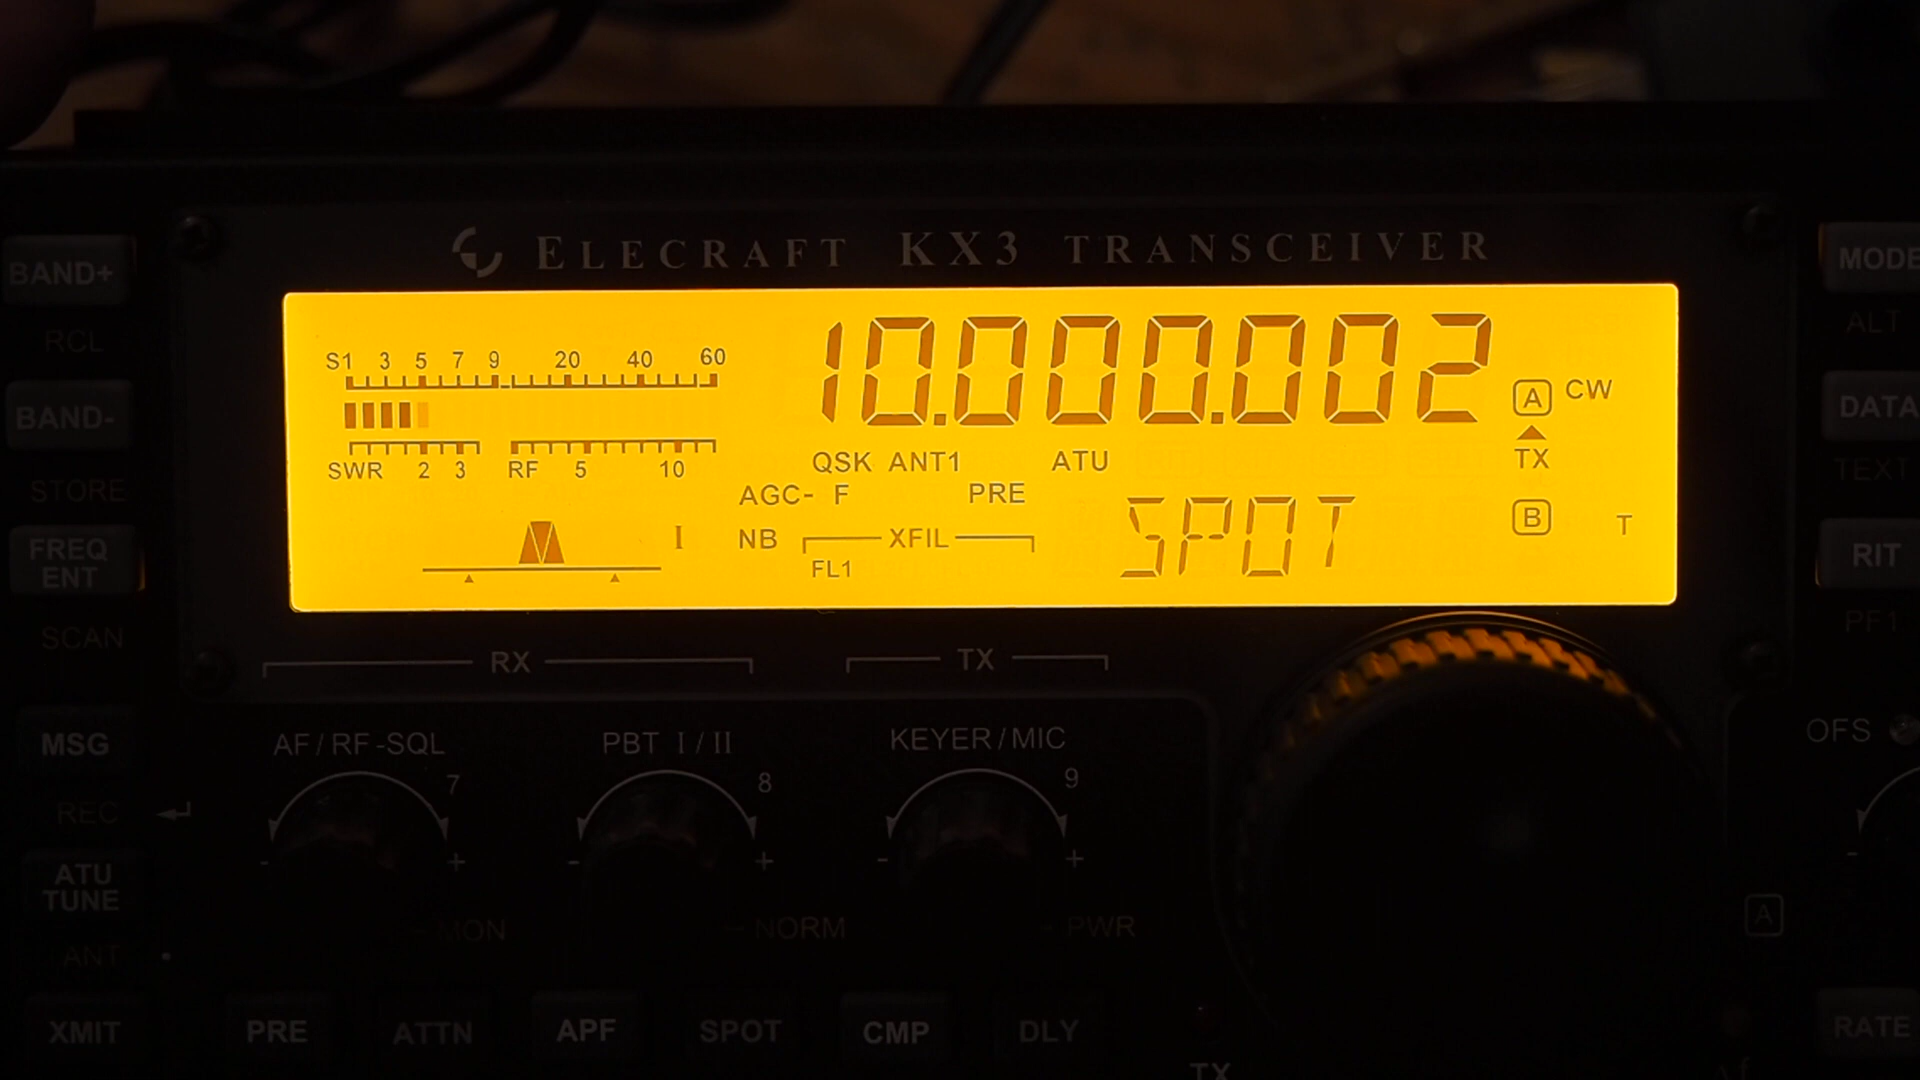 ELECRAFT KX3 TRANSCEIVER
BAND+
RCL
BAND-
STORE
FREQ
ENT
SCAN
MSG
REC
ATU
TUNE
ANT
XMIT
S1 3 5 7 9 20 40 60
SWR 2 3 RF 5 10
10.000.002
A CW
TX
B T
QSK ANT1 ATU
AGC- F PRE
I NB XFIL
FL1
SPOT
MODE
ALT
DATA
TEXT
RIT
PF1
OFS
-
A
RATE
RX TX
AF/RF-SQL PBT I/II KEYER/MIC
7 8 9
- + - + - +
MON NORM PWR
PRE ATTN APF SPOT CMP DLY
TX